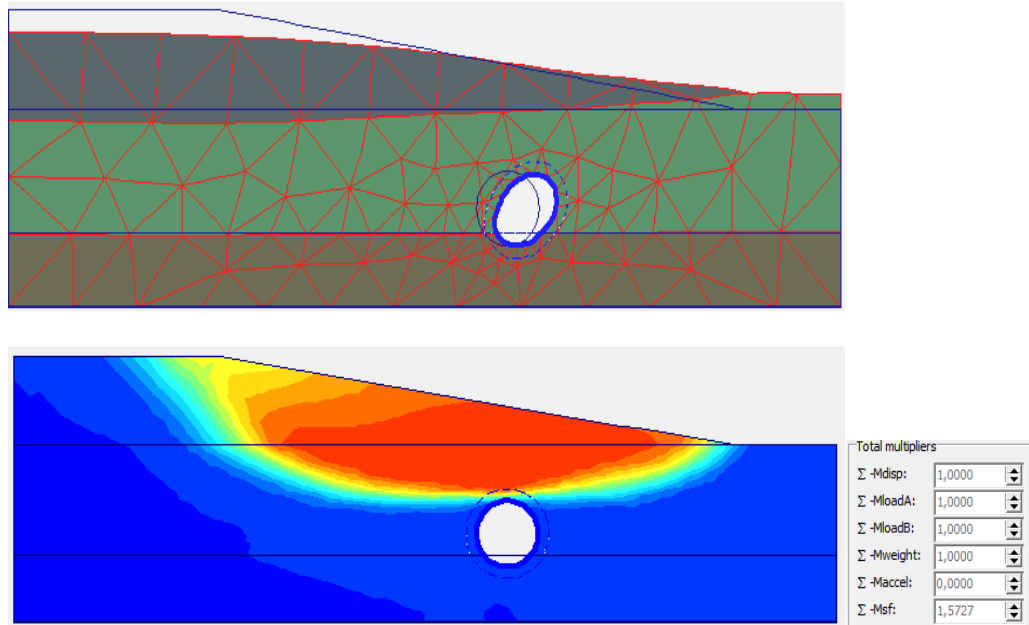 Total multipliers
Σ -Mdisp: 1,0000
Σ -MloadA: 1,0000
Σ -MloadB: 1,0000
Σ -Mweight: 1,0000
Σ -Maccel: 0,0000
Σ -Msf: 1,5727